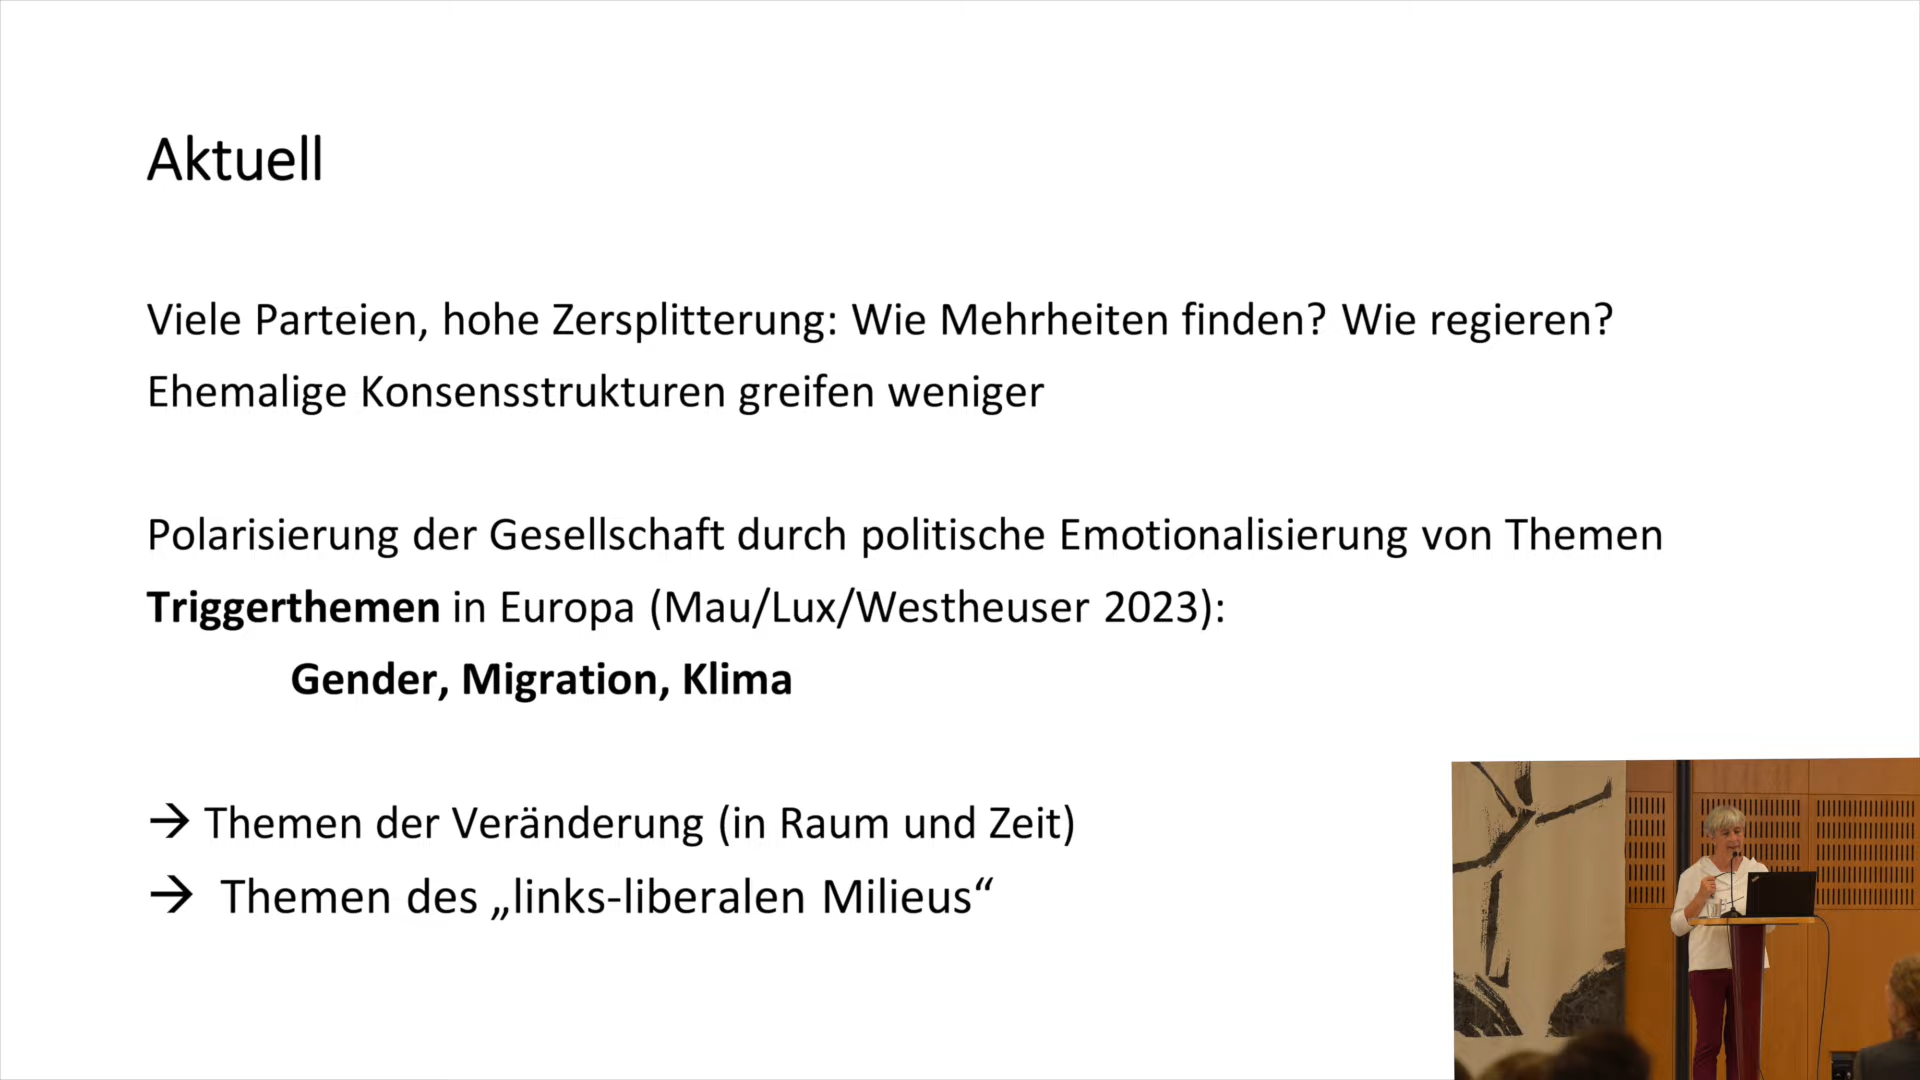 Aktuell
Viele Parteien, hohe Zersplitterung: Wie Mehrheiten finden? Wie regieren?
Ehemalige Konsensstrukturen greifen weniger
Polarisierung der Gesellschaft durch politische Emotionalisierung von Themen
Triggerthemen in Europa (Mau/Lux/Westheuser 2023):
Gender, Migration, Klima
→ Themen der Veränderung (in Raum und Zeit)
→ Themen des „links-liberalen Milieus“